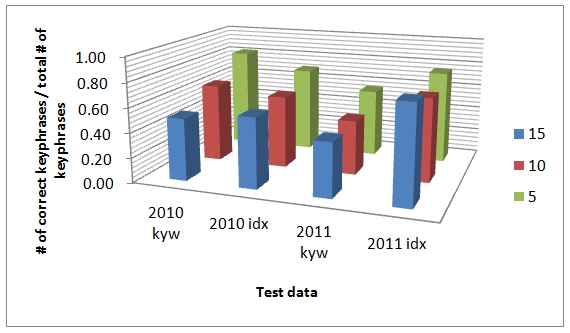 # of correct keyphrases / total # of
keyphrases
1.00
0.80
0.60
0.40
0.20
0.00
2010
kyw
2010 idx
2011
kyw
2011 idx
Test data
15
10
5